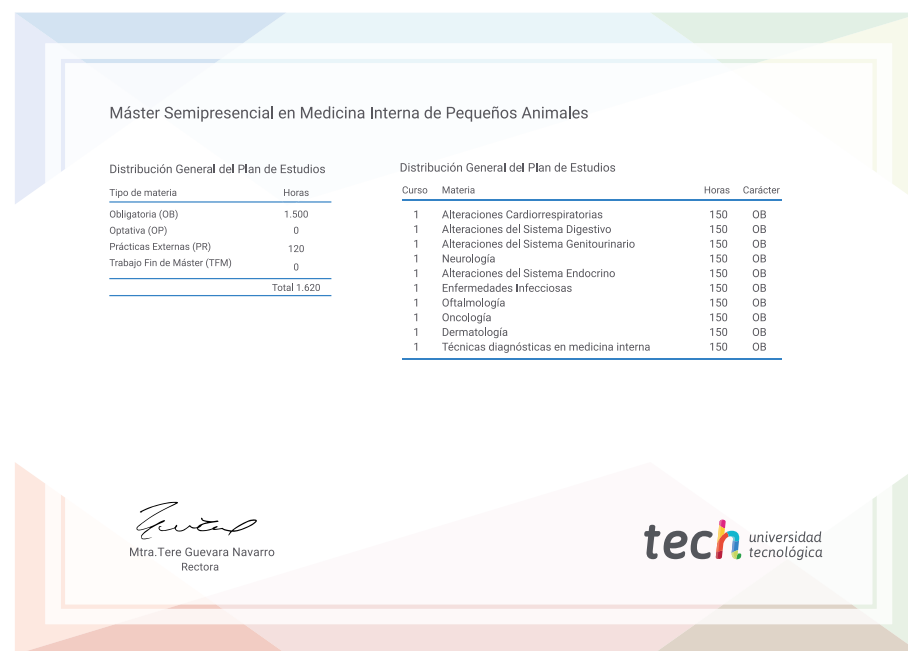 Máster Semipresencial en Medicina Interna de Pequeños Animales
Distribución General del Plan de Estudios
Tipo de materia Horas
Obligatoria (OB) 1.500
Optativa (OP) 0
Prácticas Externas (PR) 120
Trabajo Fin de Máster (TFM) 0
Total 1.620
Distribución General del Plan de Estudios
Curso Materia Horas Carácter
1 Alteraciones Cardiorrespiratorias 150 OB
1 Alteraciones del Sistema Digestivo 150 OB
1 Alteraciones del Sistema Genitourinario 150 OB
1 Neurología 150 OB
1 Alteraciones del Sistema Endocrino 150 OB
1 Enfermedades Infecciosas 150 OB
1 Oftalmología 150 OB
1 Oncología 150 OB
1 Dermatología 150 OB
1 Técnicas diagnósticas en medicina interna 150 OB
Mtra.Tere Guevara Navarro
Rectora
tech universidad
tecnológica